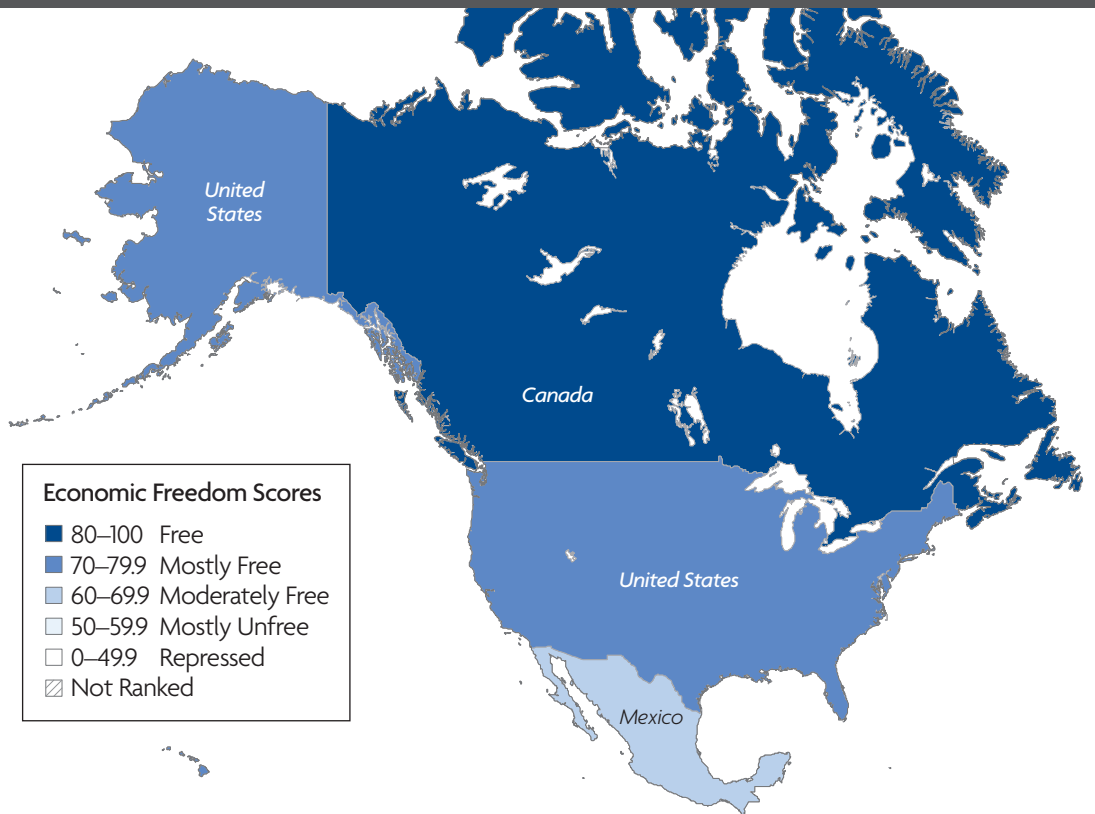 United
States
Canada
Economic Freedom Scores
80–100 Free
70–79.9 Mostly Free
60–69.9 Moderately Free
50–59.9 Mostly Unfree
0–49.9 Repressed
Not Ranked
United States
Mexico